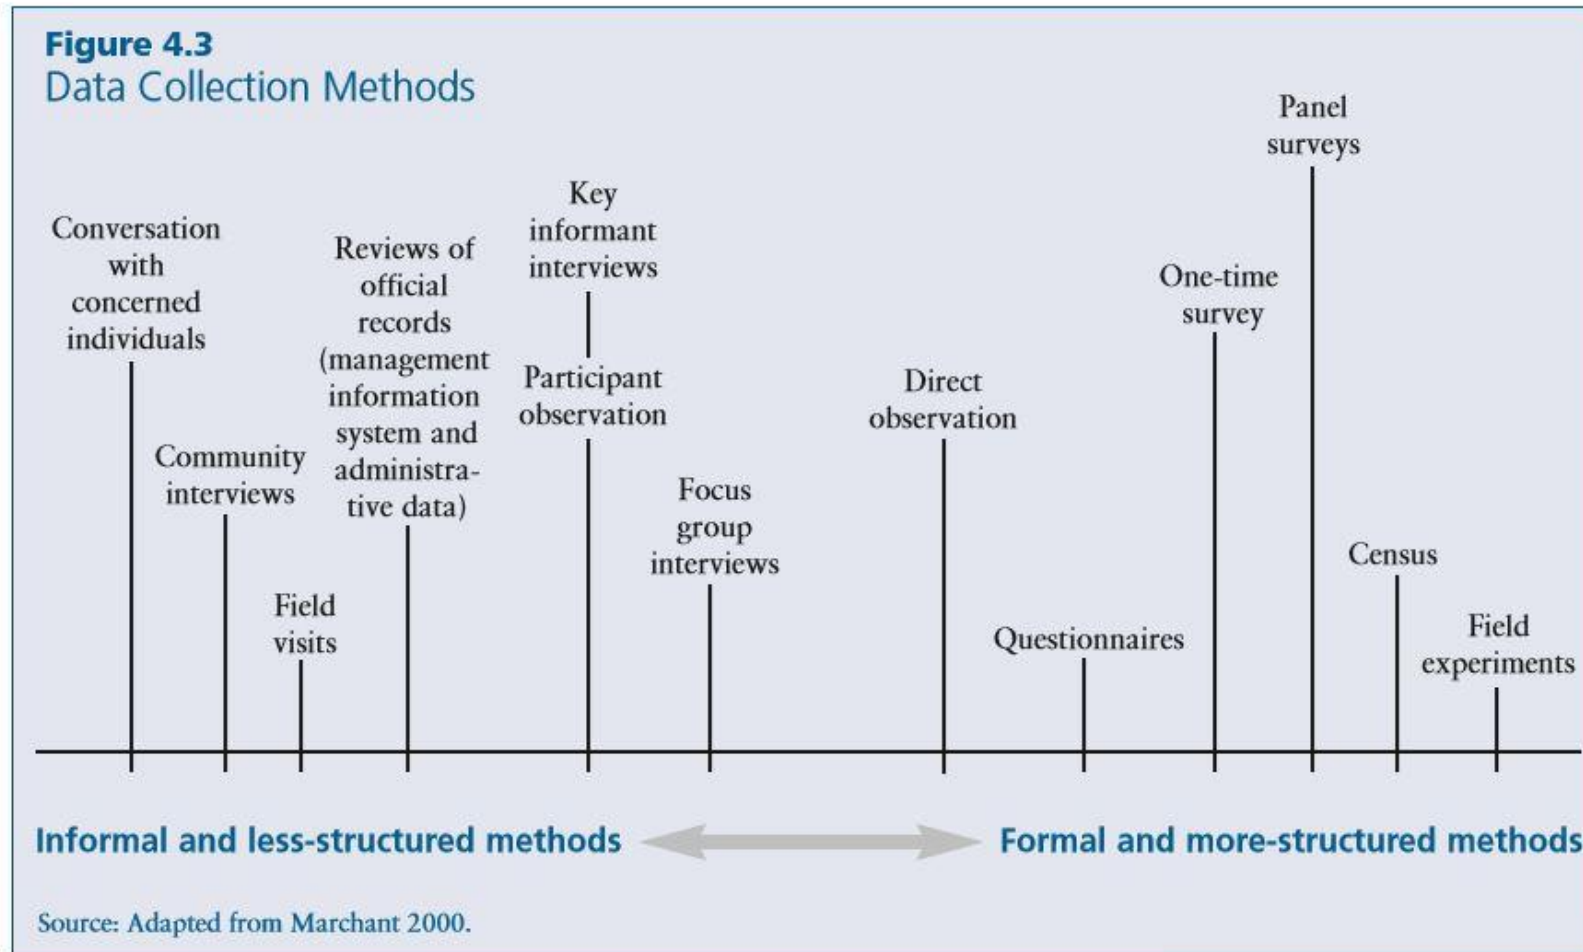 Figure 4.3
Data Collection Methods
Conversation
with
concerned
individuals
Community
interviews
Field
visits
Reviews of
official
records
(management
information
system and
administra-
tive data)
Key
informant
interviews
Participant
observation
Focus
group
interviews
Direct
observation
Questionnaires
One-time
survey
Panel
surveys
Census
Field
experiments
Informal and less-structured methods
Formal and more-structured methods
Source: Adapted from Marchant 2000.